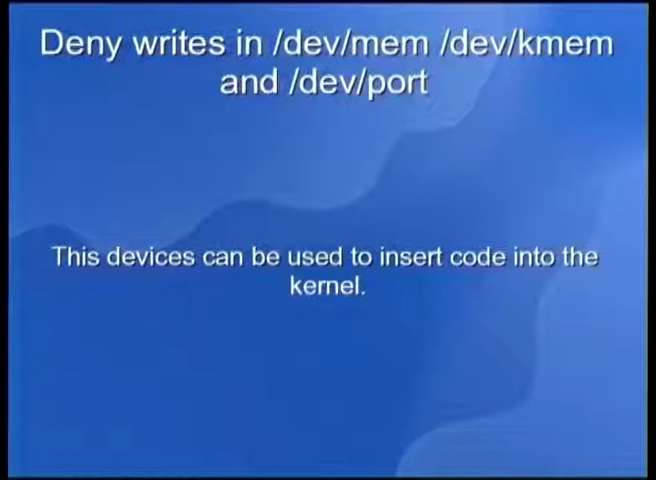 Deny writes in /dev/mem /dev/kmem
and /dev/port
This devices can be used to insert code into the
kernel.